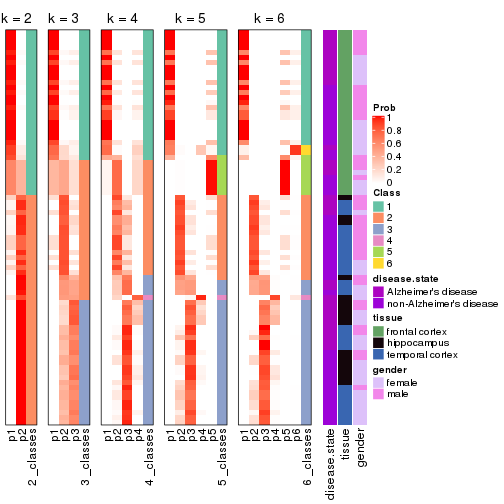 k = 2 k = 3 k = 4 k = 5 k = 6
Prob
1
0.8
0.6
0.4
0.2
0
Class
1
2
3
4
5
6
disease.state
Alzheimer's disease
non-Alzheimer's disease
tissue
frontal cortex
hippocampus
temporal cortex
gender
female
male
p1 p2 2_classes p1 p2 p3 3_classes p1 p2 p3 p4 4_classes p1 p2 p3 p4 p5 5_classes p1 p2 p3 p4 p5 p6 6_classes disease.state tissue gender